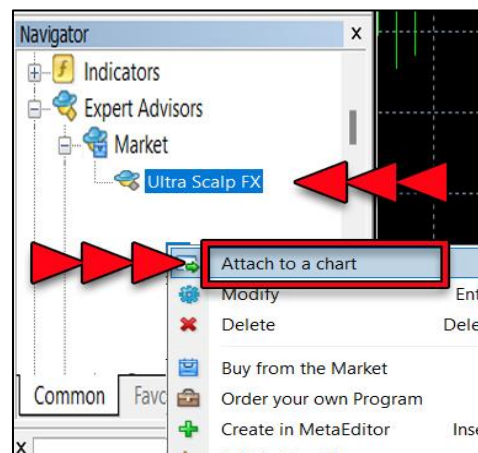 Navigator x
Indicators
Expert Advisors
Market
Ultra Scalp FX
Attach to a chart
Modify
Delete
Buy from the Market
Order your own Program
Create in MetaEditor
Common
x